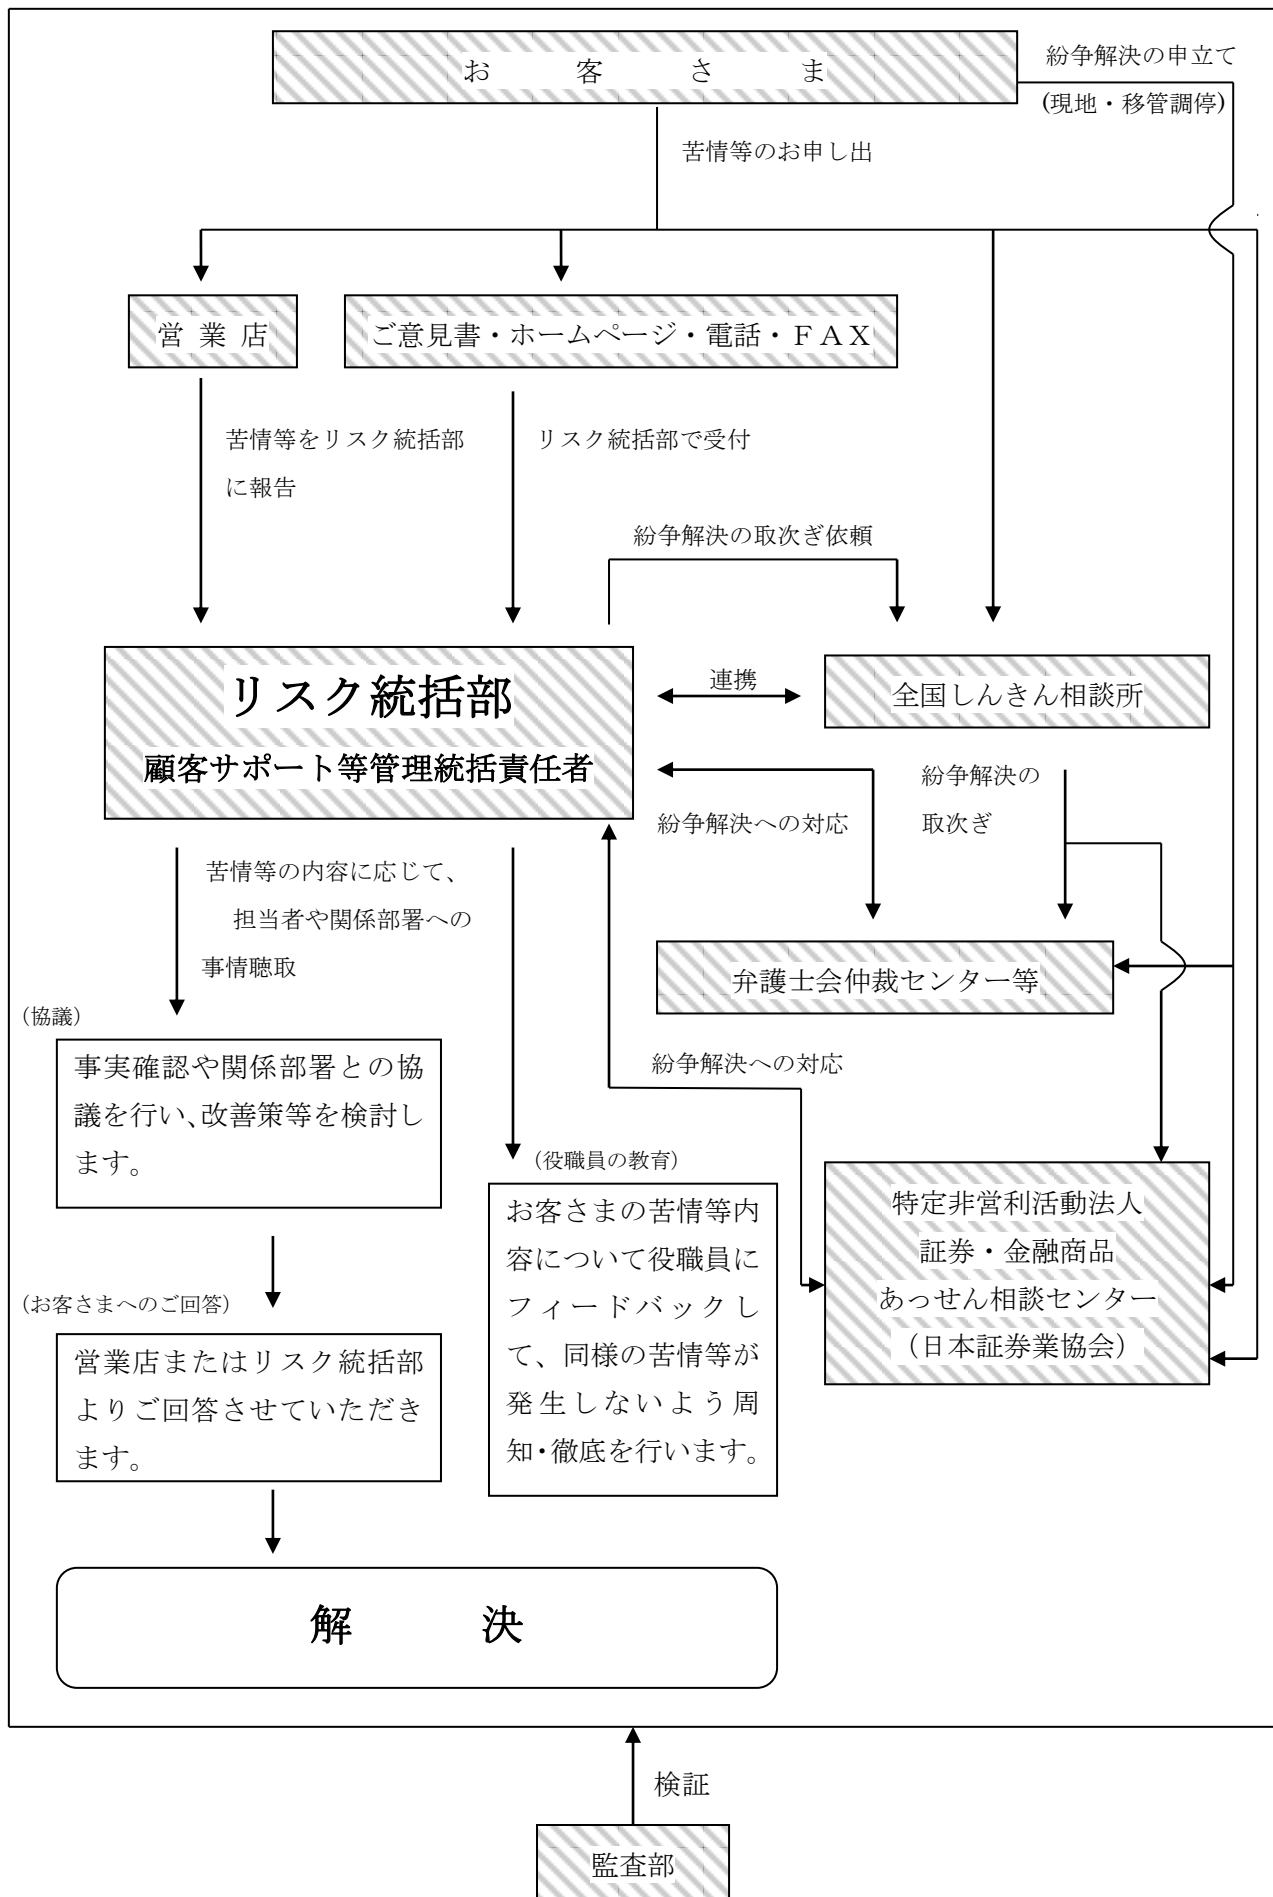 お客さま
紛争解決の申立て
(現地・移管調停)
苦情等のお申し出
営業店
ご意見書・ホームページ・電話・ＦＡＸ
苦情等をリスク統括部
に報告
リスク統括部で受付
紛争解決の取次ぎ依頼
リスク統括部
顧客サポート等管理統括責任者
連携
全国しんきん相談所
紛争解決への対応
紛争解決の
取次ぎ
苦情等の内容に応じて、
担当者や関係部署への
事情聴取
弁護士会仲裁センター等
（協議）
事実確認や関係部署との協
議を行い、改善策等を検討し
ます。
紛争解決への対応
（役職員の教育）
お客さまの苦情等内
容について役職員に
フィードバックし
て、同様の苦情等が
発生しないよう周
知・徹底を行います。
特定非営利活動法人
証券・金融商品
あっせん相談センター
（日本証券業協会）
（お客さまへのご回答）
営業店またはリスク統括部
よりご回答させていただき
ます。
解決
検証
監査部